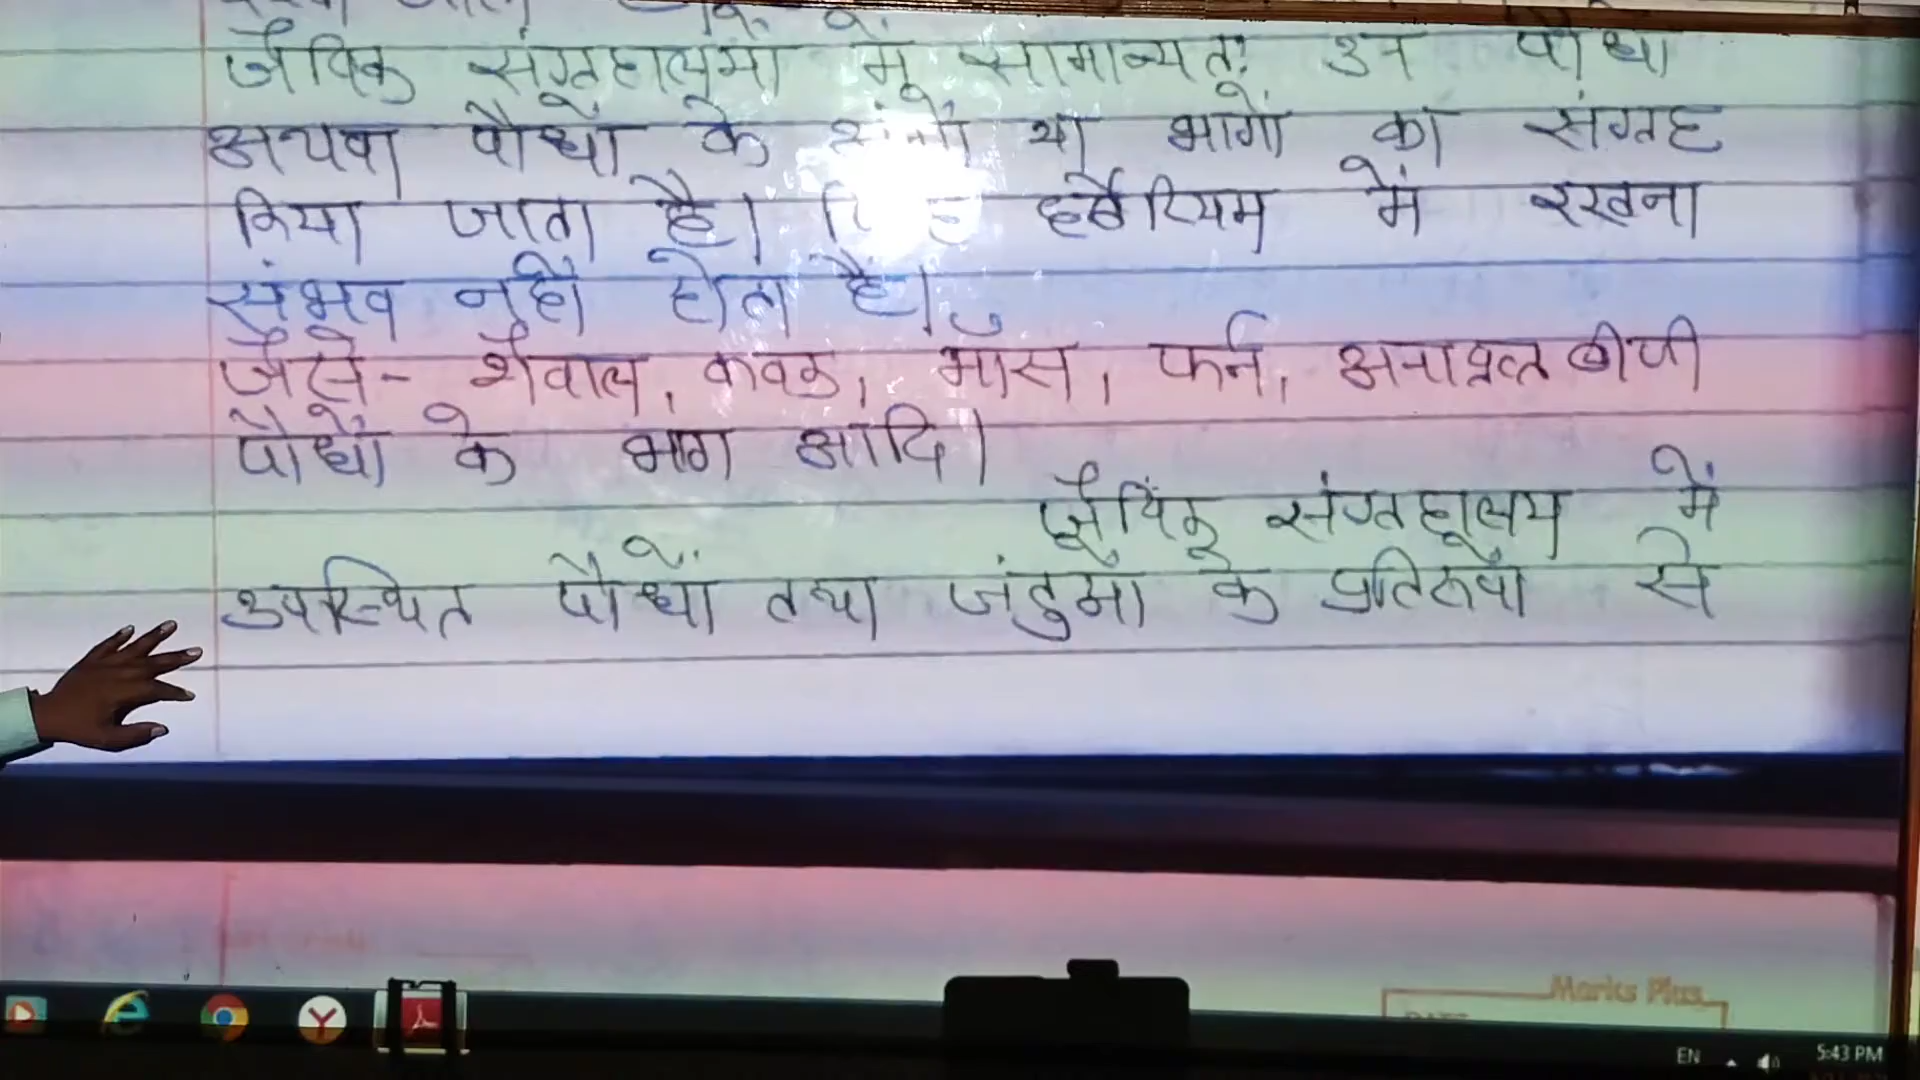 जैविक संग्रहालयों में सामान्यतः उन पौधों
अथवा पौधों के या भागों का संग्रह
किया जाता है। हर्बेरियम में रखना
संभव नहीं होता है।
जैसे- शैवाल, कवक, मॉस, फर्न, अनावृत्तबीजी
पौधों के भाग आदि।
जैविक संग्रहालय में
उपस्थित पौधों तथा जंतुओं के प्रतिरूपों से
Marks Plus
EN 5:43 PM